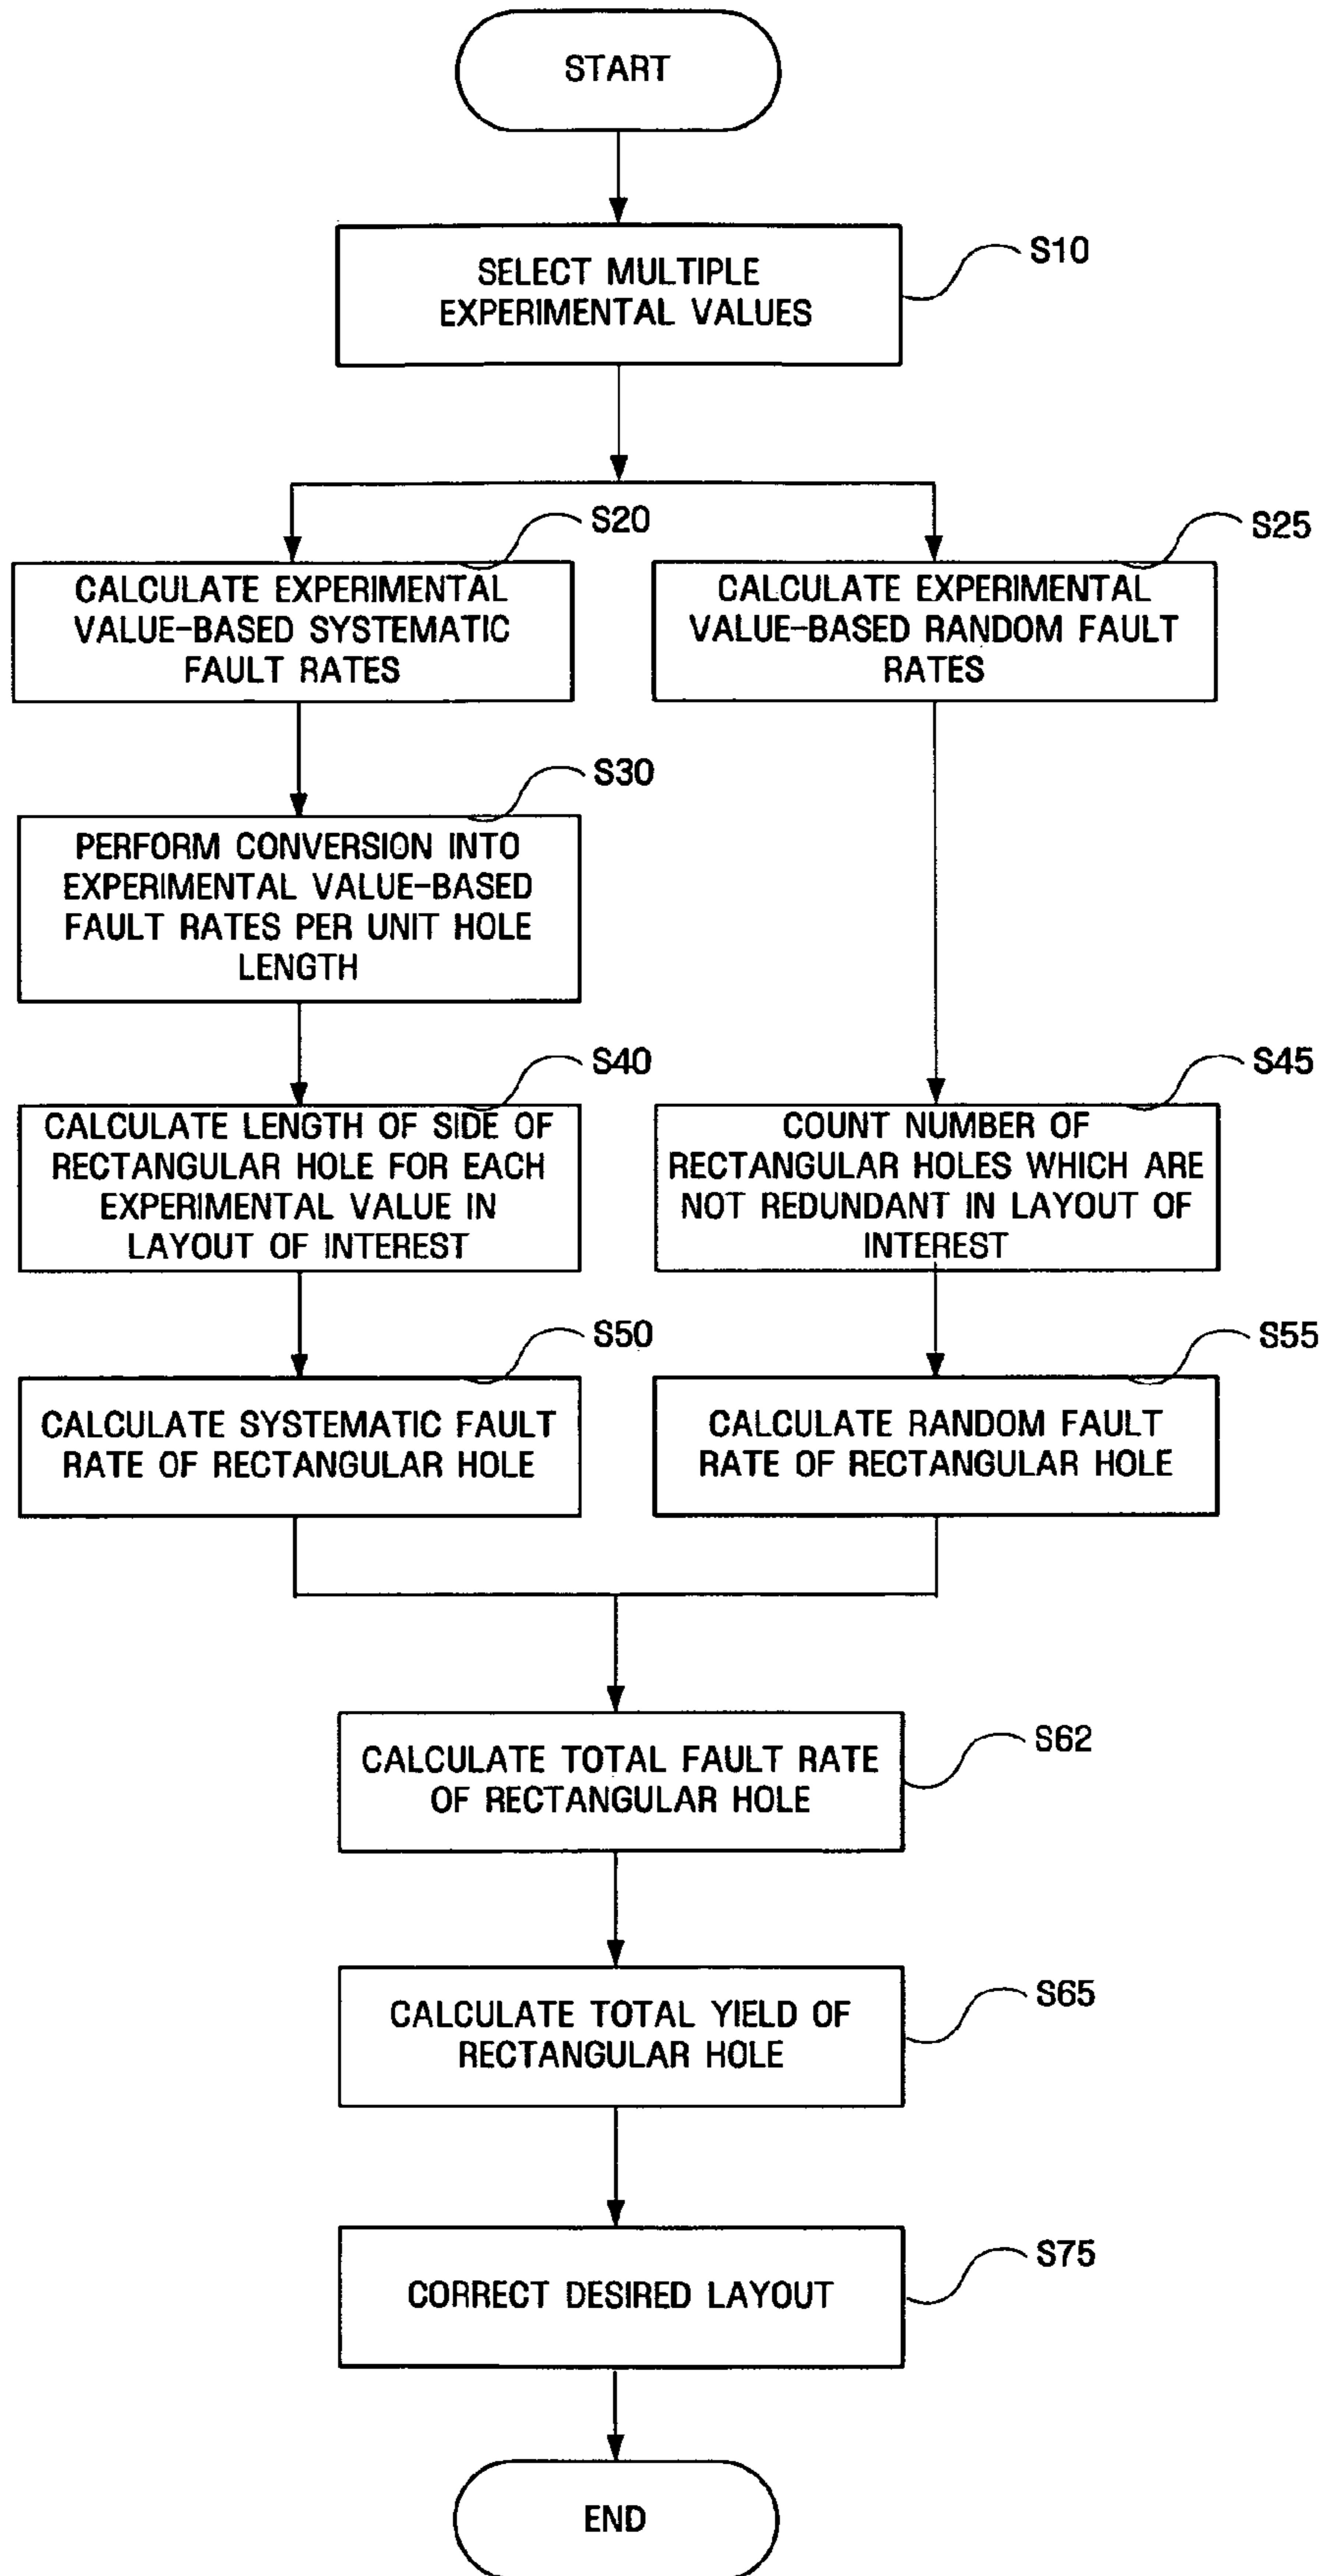 START
S10
SELECT MULTIPLE
EXPERIMENTAL VALUES
S20
CALCULATE EXPERIMENTAL
VALUE-BASED SYSTEMATIC
FAULT RATES
S25
CALCULATE EXPERIMENTAL
VALUE-BASED RANDOM FAULT
RATES
S30
PERFORM CONVERSION INTO
EXPERIMENTAL VALUE-BASED
FAULT RATES PER UNIT HOLE
LENGTH
S40
CALCULATE LENGTH OF SIDE OF
RECTANGULAR HOLE FOR EACH
EXPERIMENTAL VALUE IN
LAYOUT OF INTEREST
S45
COUNT NUMBER OF
RECTANGULAR HOLES WHICH ARE
NOT REDUNDANT IN LAYOUT OF
INTEREST
S50
CALCULATE SYSTEMATIC FAULT
RATE OF RECTANGULAR HOLE
S55
CALCULATE RANDOM FAULT
RATE OF RECTANGULAR HOLE
S62
CALCULATE TOTAL FAULT RATE
OF RECTANGULAR HOLE
S65
CALCULATE TOTAL YIELD OF
RECTANGULAR HOLE
S75
CORRECT DESIRED LAYOUT
END